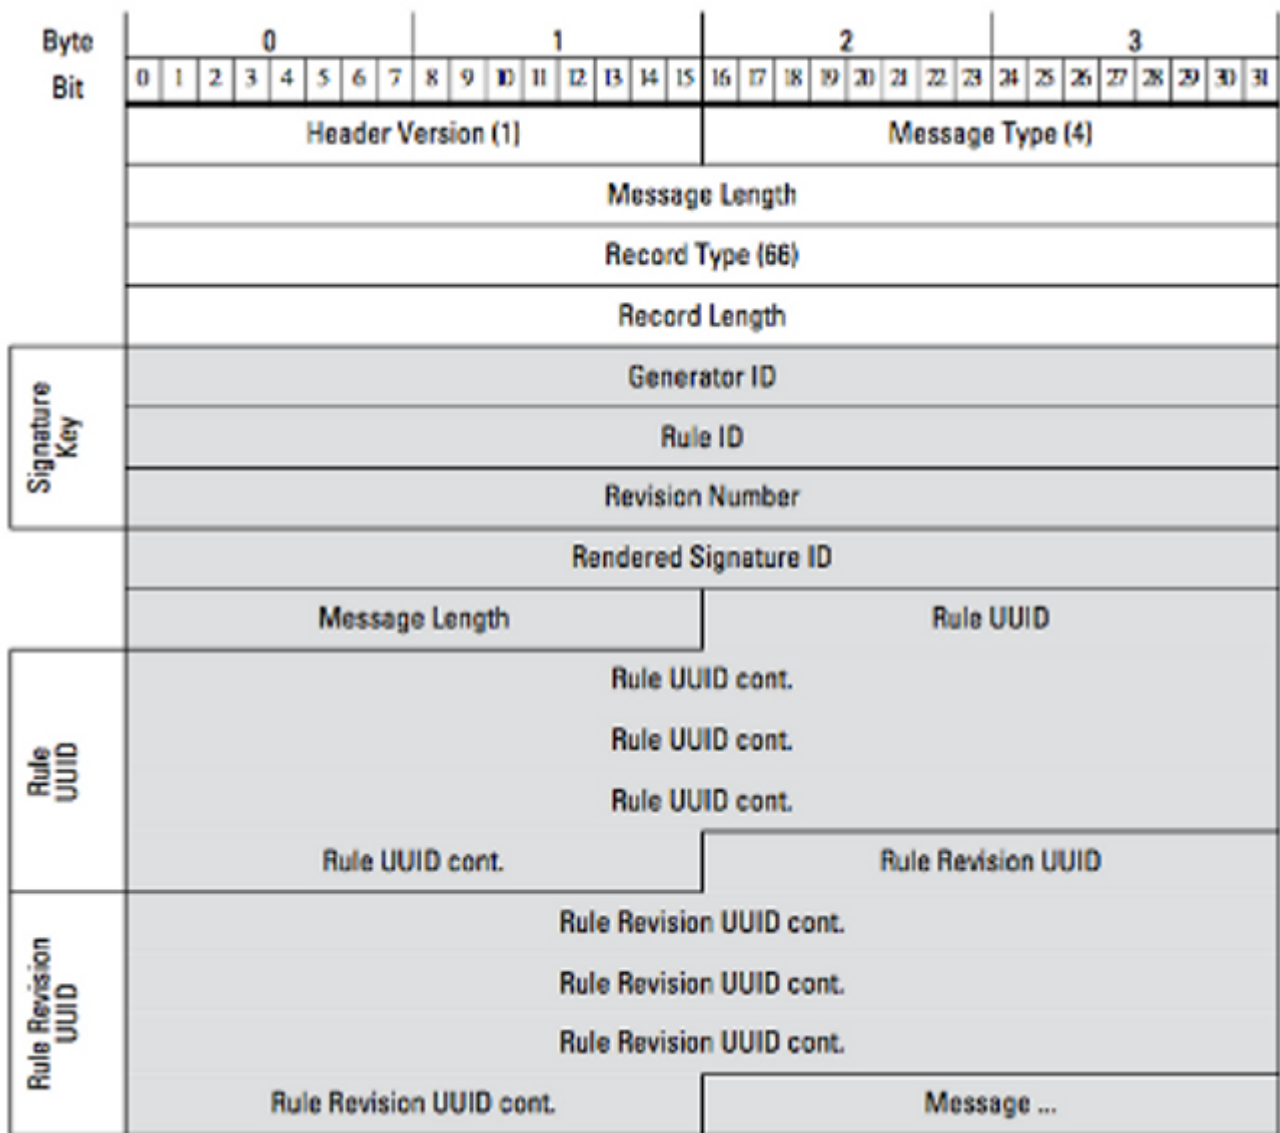 Byte 0 1 2 3
Bit 0 1 2 3 4 5 6 7 8 9 10 11 12 13 14 15 16 17 18 19 20 21 22 23 24 25 26 27 28 29 30 31
Header Version (1) Message Type (4)
Message Length
Record Type (66)
Record Length
Signature
Key
Generator ID
Rule ID
Revision Number
Rendered Signature ID
Message Length Rule UUID
Rule
UUID
Rule UUID cont.
Rule UUID cont.
Rule UUID cont.
Rule UUID cont. Rule Revision UUID
Rule Revision
UUID
Rule Revision UUID cont.
Rule Revision UUID cont.
Rule Revision UUID cont.
Rule Revision UUID cont. Message ...